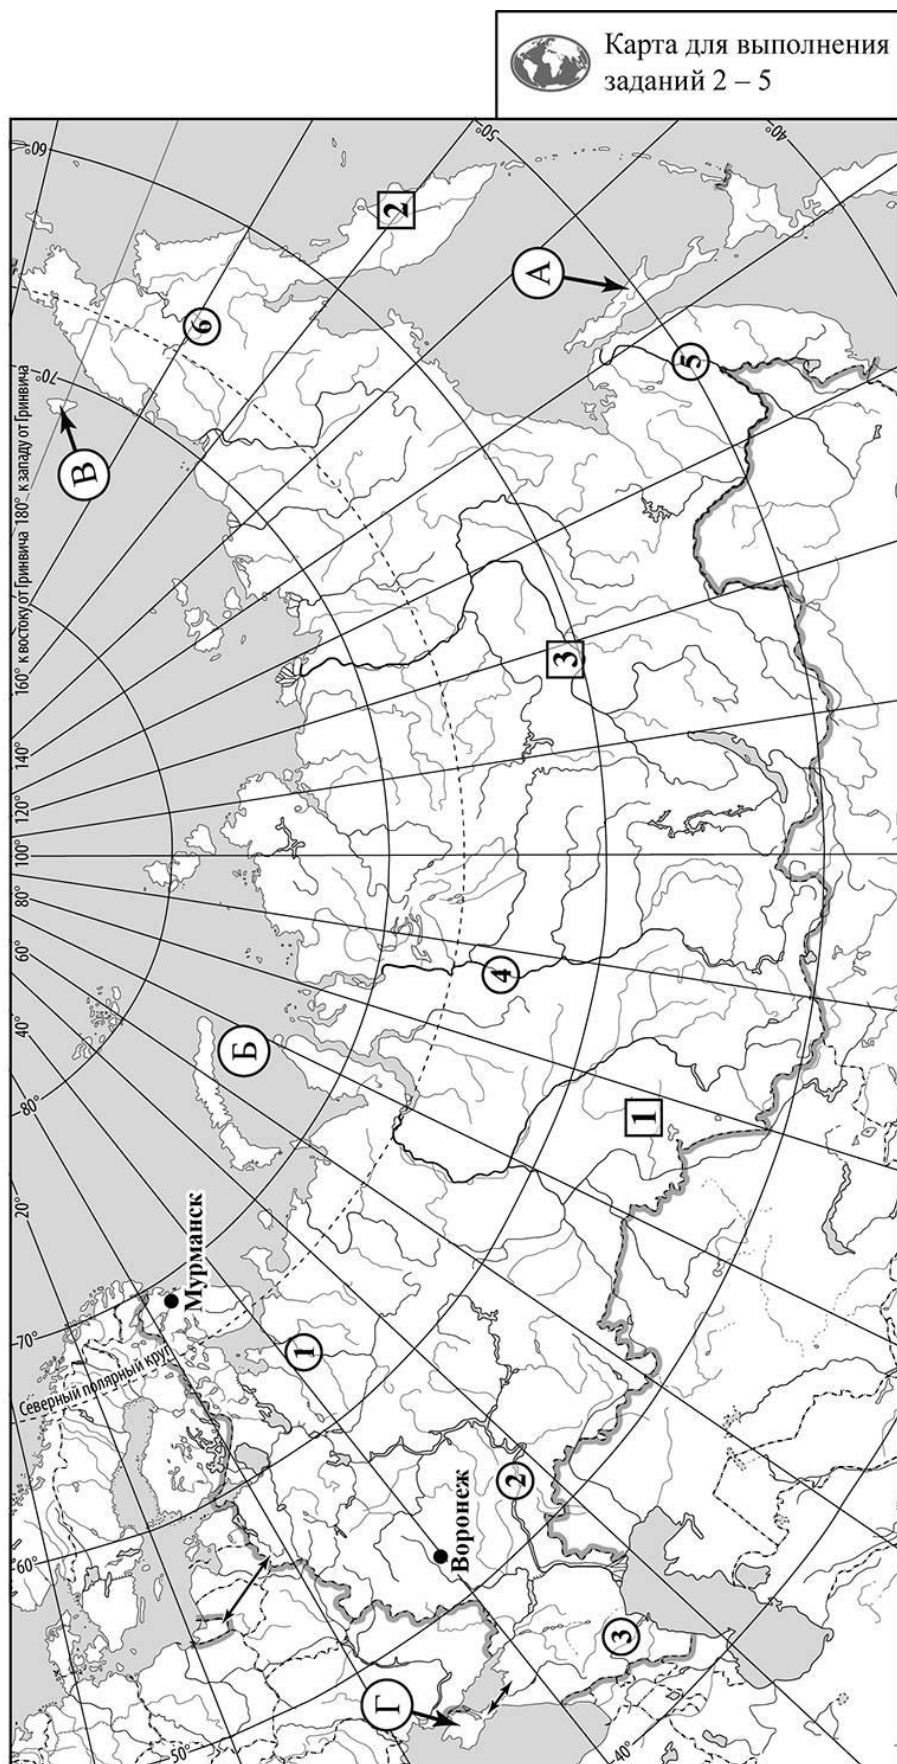 Карта для выполнения
заданий 2 – 5
160° к востоку от Гринвича 180° к западу от Гринвича
140°
120°
100°
80°
60°
40°
80°
20°
70°
60°
50°
60°
70°
50°
40°
40°
Северный полярный круг
Мурманск
Воронеж
А
Б
В
Г
1
2
3
4
5
6
1
2
3